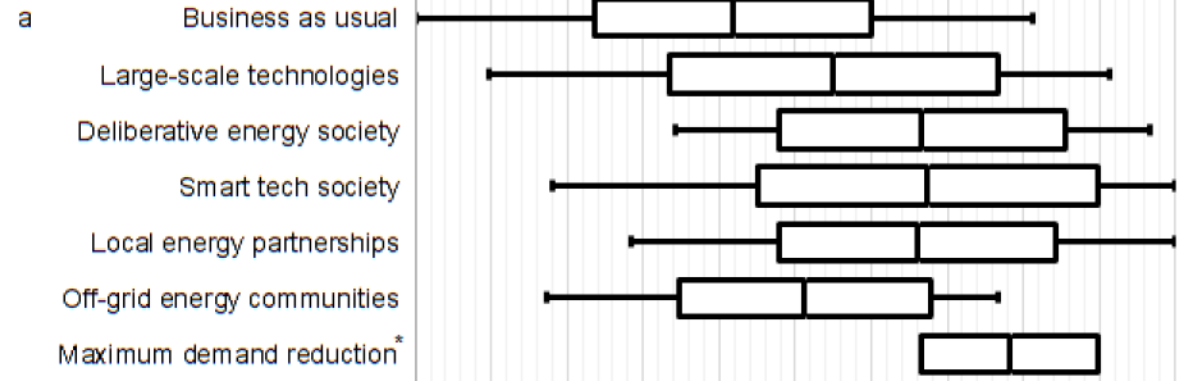 a
Business as usual
Large-scale technologies
Deliberative energy society
Smart tech society
Local energy partnerships
Off-grid energy communities
Maximum demand reduction*